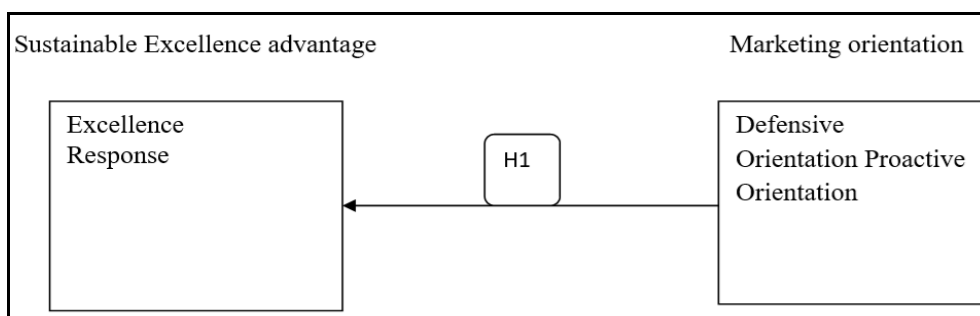 Sustainable Excellence advantage
Marketing orientation
Excellence
Response
H1
Defensive
Orientation Proactive
Orientation